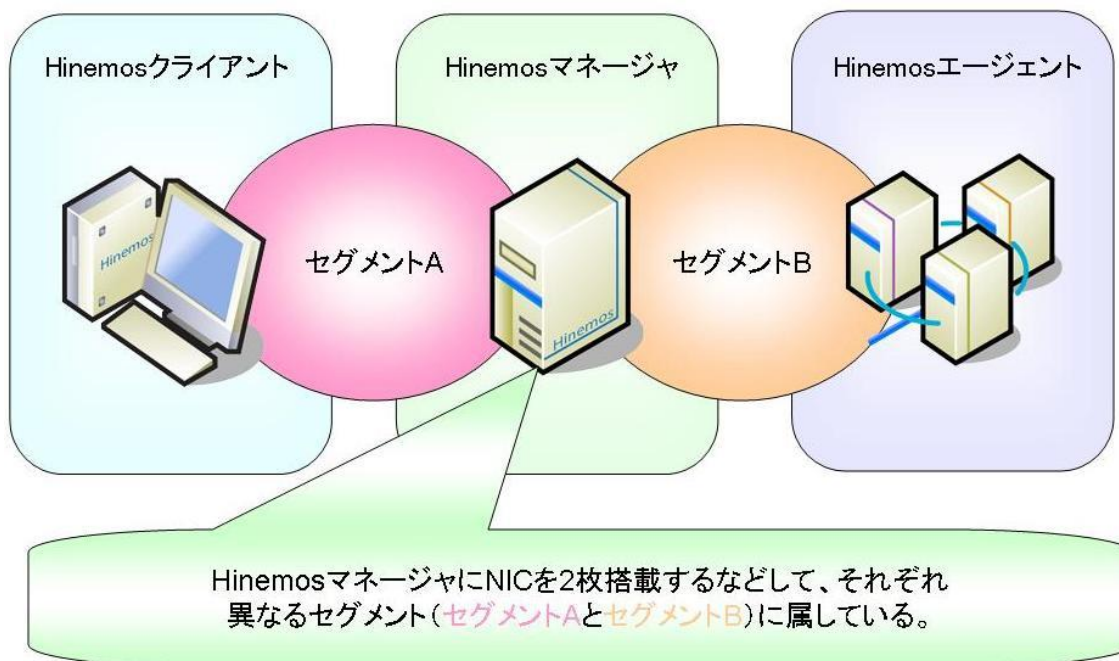 Hinemosクライアント
Hinemosマネージャ
Hinemosエージェント
Hinemos
セグメントA
Hinemos
セグメントB
HinemosマネージャにNICを2枚搭載するなどして、それぞれ
異なるセグメント(セグメントAとセグメントB)に属している。